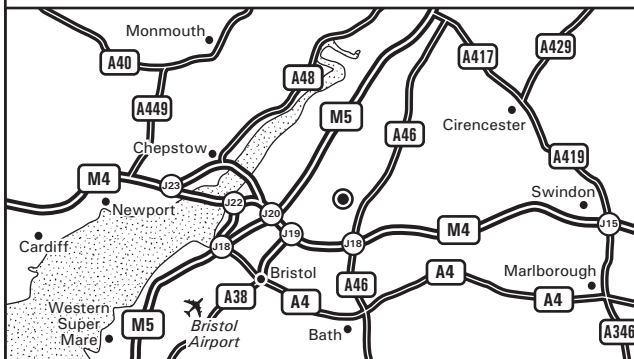 Monmouth
A40
A48
A417
A429
A449
M5
A46
Cirencester
Chepstow
A419
M4
J23
Swindon
Newport
J22
J20
J19
J18
J18
M4
J15
Cardiff
Bristol
A46
A4
Marlborough
A38
A4
A4
Western
Super
Mare
M5
Bristol
Airport
Bath
A346